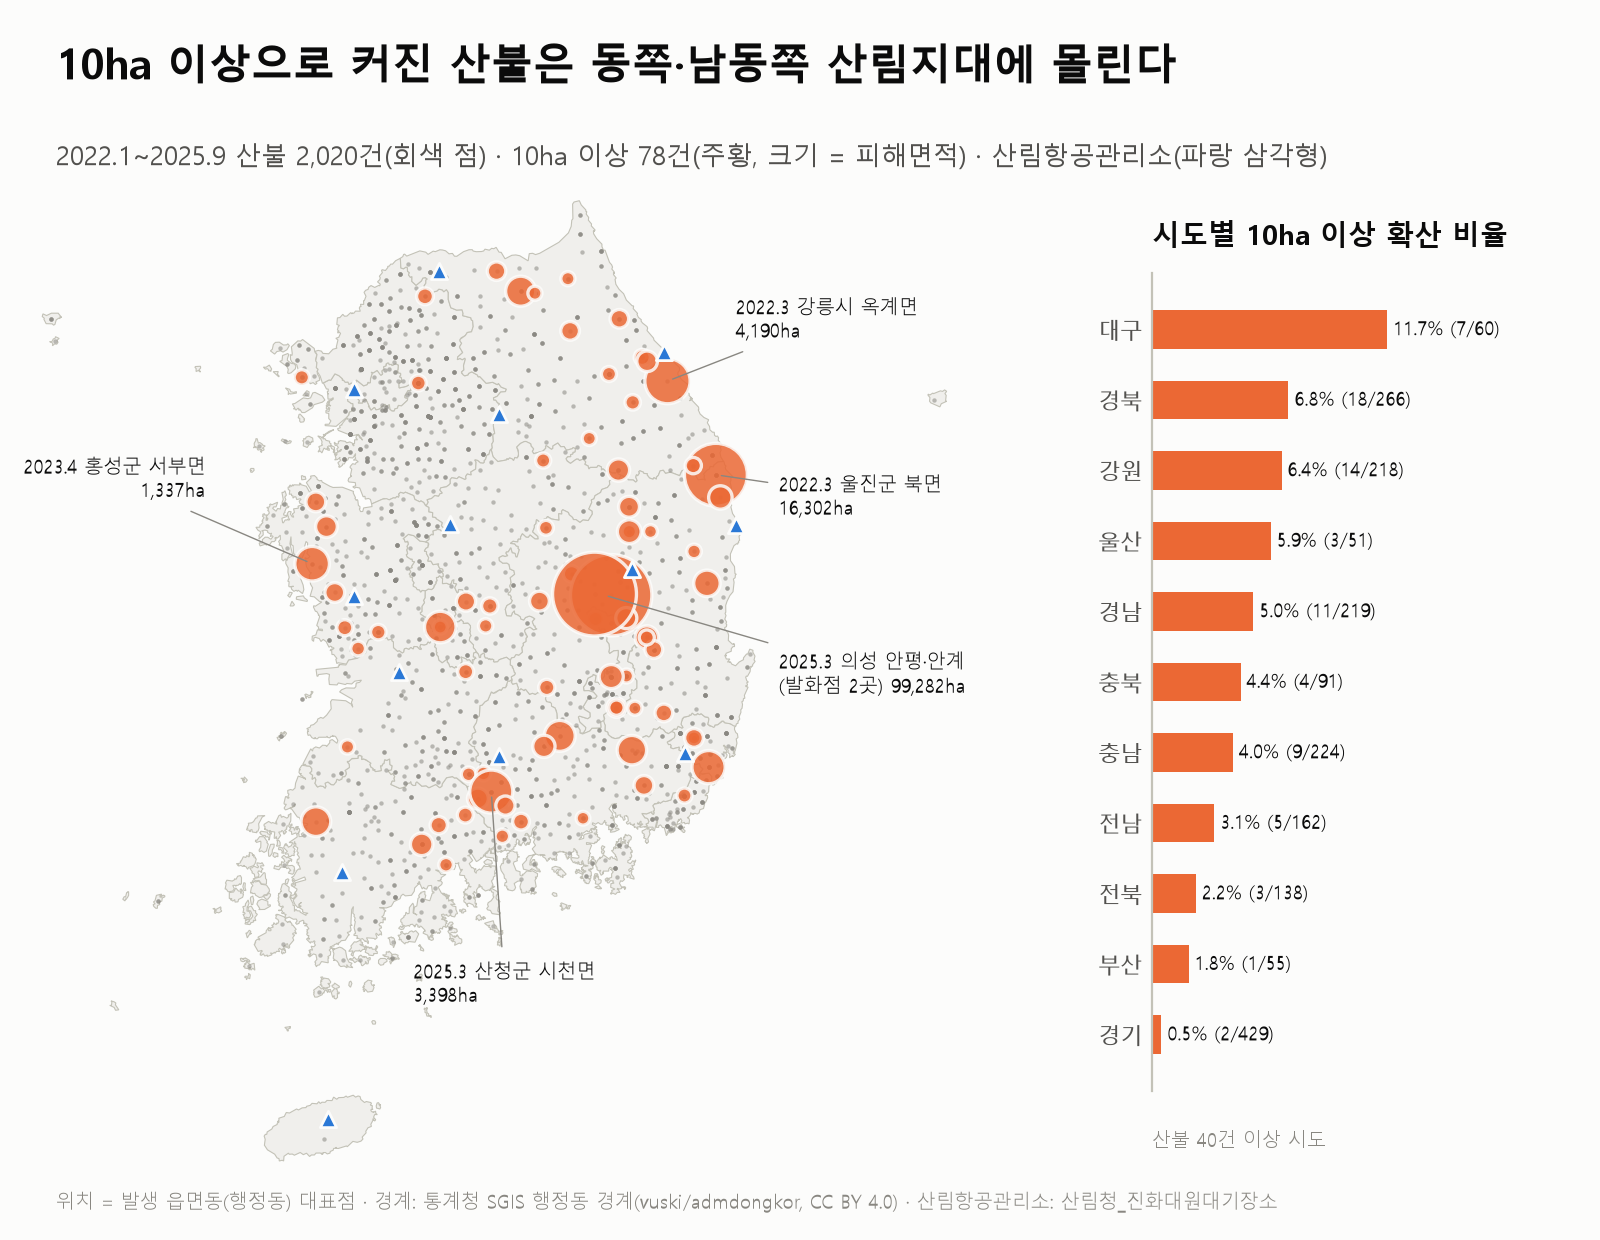 10ha 이상으로 커진 산불은 동쪽·남동쪽 산림지대에 몰린다
2022.1~2025.9 산불 2,020건(회색 점) · 10ha 이상 78건(주황, 크기 = 피해면적) · 산림항공관리소(파랑 삼각형)
2022.3 강릉시 옥계면
4,190ha
2023.4 홍성군 서부면
1,337ha
2022.3 울진군 북면
16,302ha
2025.3 의성 안평·안계
(발화점 2곳) 99,282ha
2025.3 산청군 시천면
3,398ha
시도별 10ha 이상 확산 비율
대구 11.7% (7/60)
경북 6.8% (18/266)
강원 6.4% (14/218)
울산 5.9% (3/51)
경남 5.0% (11/219)
충북 4.4% (4/91)
충남 4.0% (9/224)
전남 3.1% (5/162)
전북 2.2% (3/138)
부산 1.8% (1/55)
경기 0.5% (2/429)
산불 40건 이상 시도
위치 = 발생 읍면동(행정동) 대표점 · 경계: 통계청 SGIS 행정동 경계(vuski/admdongkor, CC BY 4.0) · 산림항공관리소: 산림청_진화대원대기장소